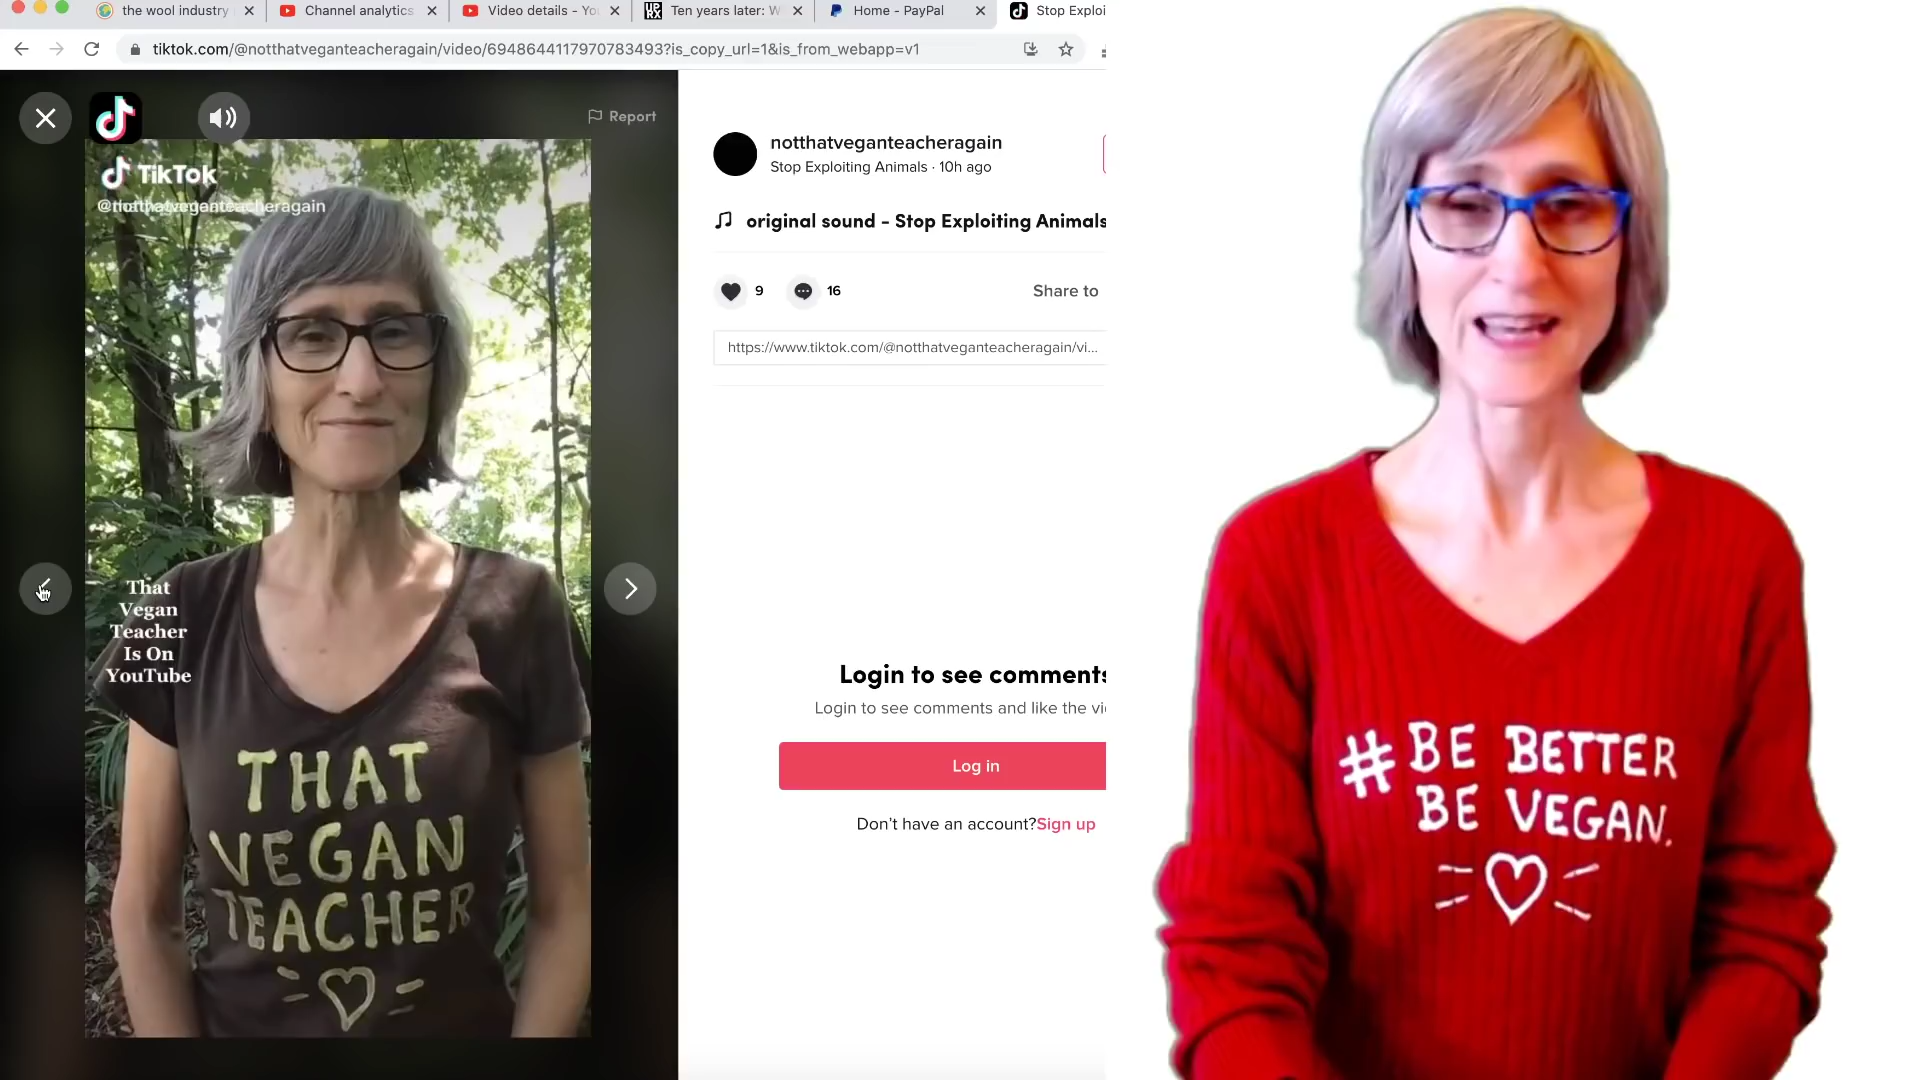 the wool industry
Channel analytics
Video details - You
UP
RX
Ten years later: W
Home - PayPal
Stop Exploi
tiktok.com/@notthatveganteacheragain/video/6948644117970783493?is_copy_url=1&is_from_webapp=v1
Report
TikTok
@notthatveganteacheragain
That
Vegan
Teacher
Is On
YouTube
THAT
VEGAN
TEACHER
notthatveganteacheragain
Stop Exploiting Animals · 10h ago
original sound - Stop Exploiting Animals
9
16
Share to
https://www.tiktok.com/@notthatveganteacheragain/vi...
Login to see comments
Login to see comments and like the vi
Log in
Don't have an account?Sign up
#BE BETTER
BE VEGAN.